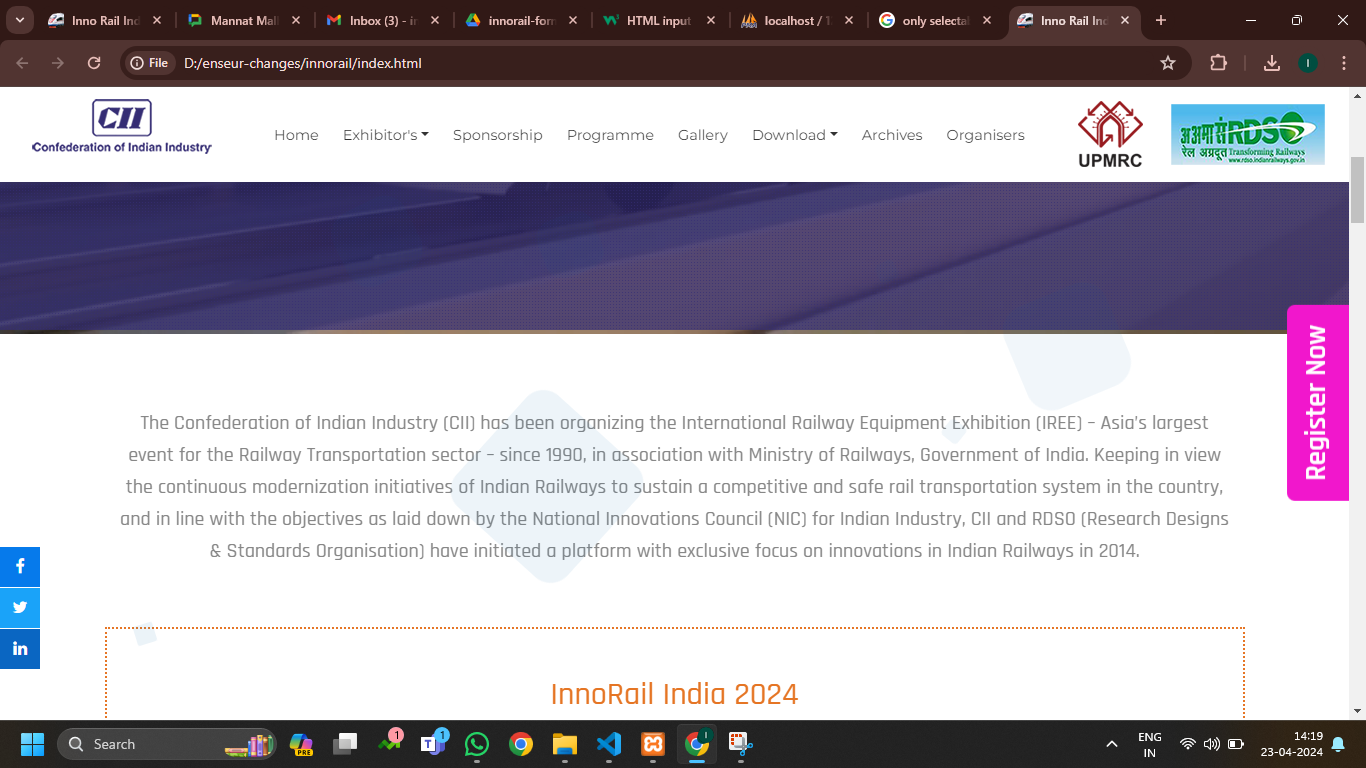 Inno Rail Ind
Mannat Mall
Inbox (3) - ir
innorail-forn
HTML input
localhost / 1
only selectal
Inno Rail Ind
File
D:/enseur-changes/innorail/index.html
CII
Confederation of Indian Industry
Home
Exhibitor's
Sponsorship
Programme
Gallery
Download
Archives
Organisers
UPMRC
अ अ मा सं RDSO
रेल अग्रदूत Transforming Railways
www.rdso.indianrailways.gov.in
Register Now
The Confederation of Indian Industry (CII) has been organizing the International Railway Equipment Exhibition (IREE) – Asia’s largest
event for the Railway Transportation sector – since 1990, in association with Ministry of Railways, Government of India. Keeping in view
the continuous modernization initiatives of Indian Railways to sustain a competitive and safe rail transportation system in the country,
and in line with the objectives as laid down by the National Innovations Council (NIC) for Indian Industry, CII and RDSO (Research Designs
& Standards Organisation) have initiated a platform with exclusive focus on innovations in Indian Railways in 2014.
InnoRail India 2024
Search
PRE
1
1
ENG
IN
14:19
23-04-2024